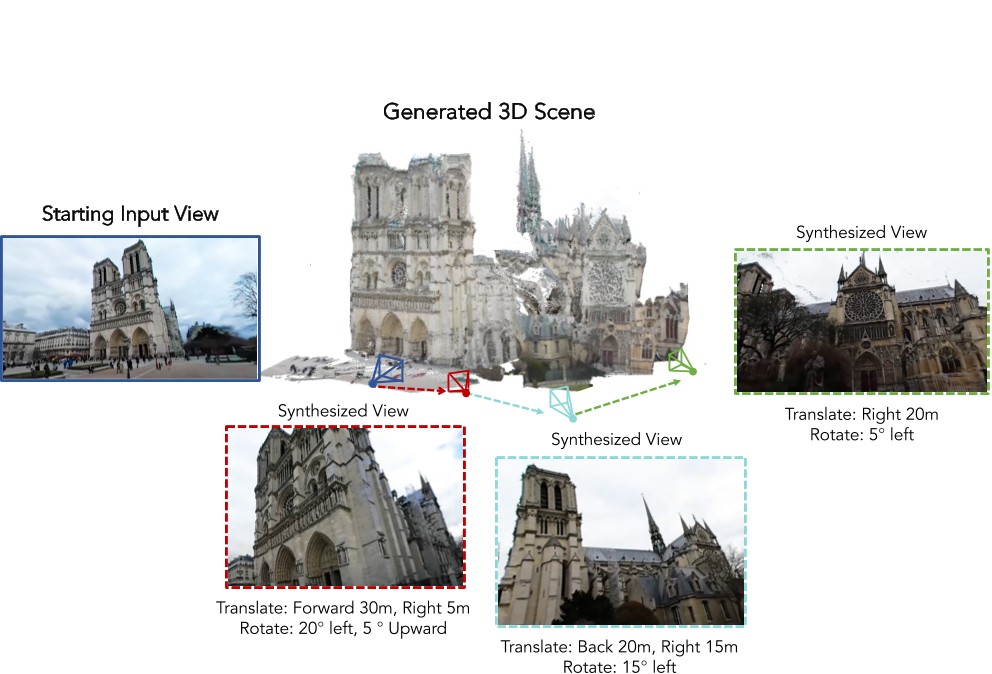 Generated 3D Scene
Starting Input View
Synthesized View
Translate: Right 20m
Rotate: 5° left
Synthesized View
Translate: Forward 30m, Right 5m
Rotate: 20° left, 5 ° Upward
Synthesized View
Translate: Back 20m, Right 15m
Rotate: 15° left